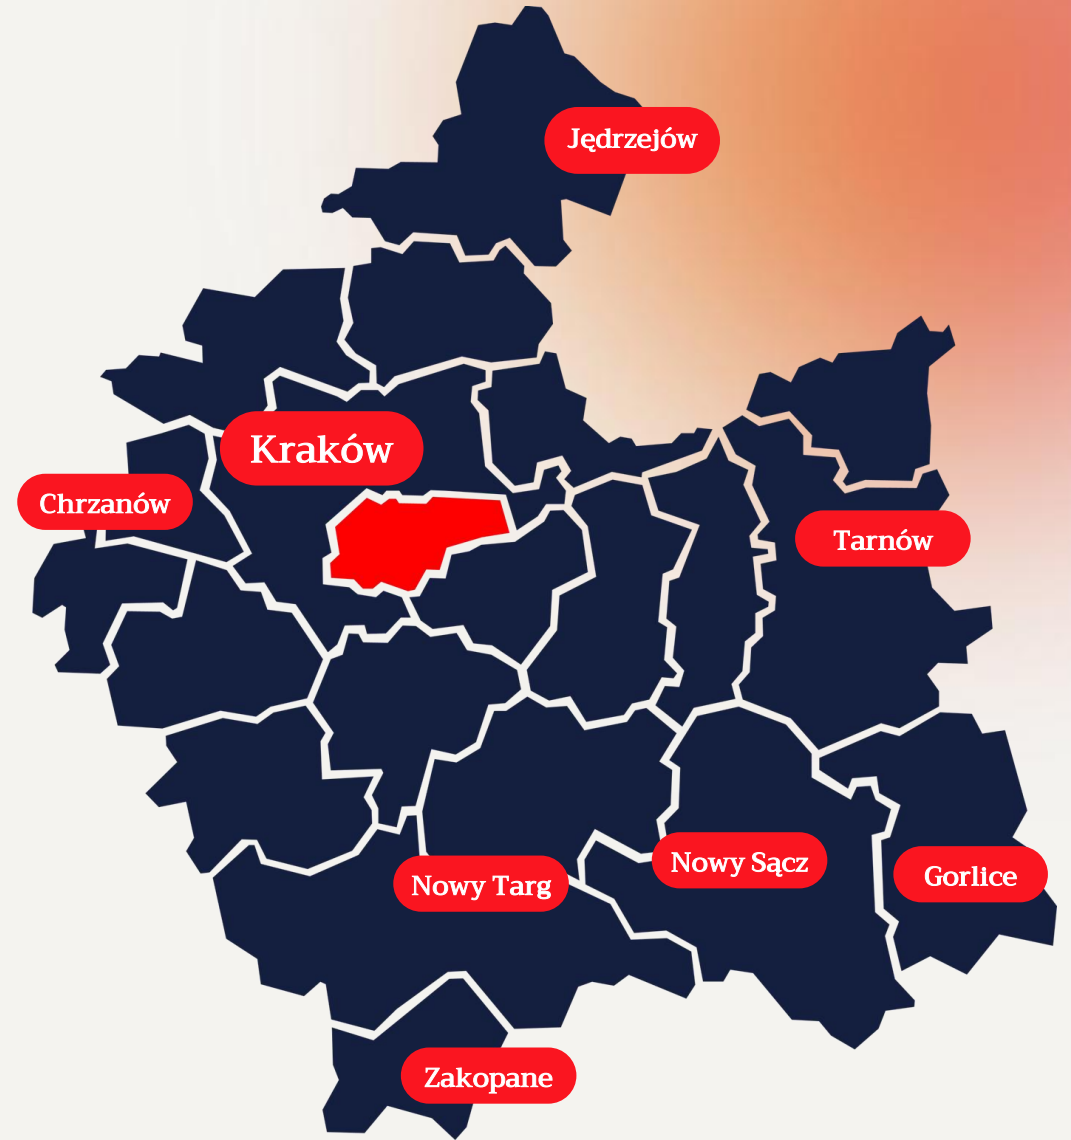 Jędrzejów
Kraków
Chrzanów
Tarnów
Nowy Sącz
Gorlice
Nowy Targ
Zakopane